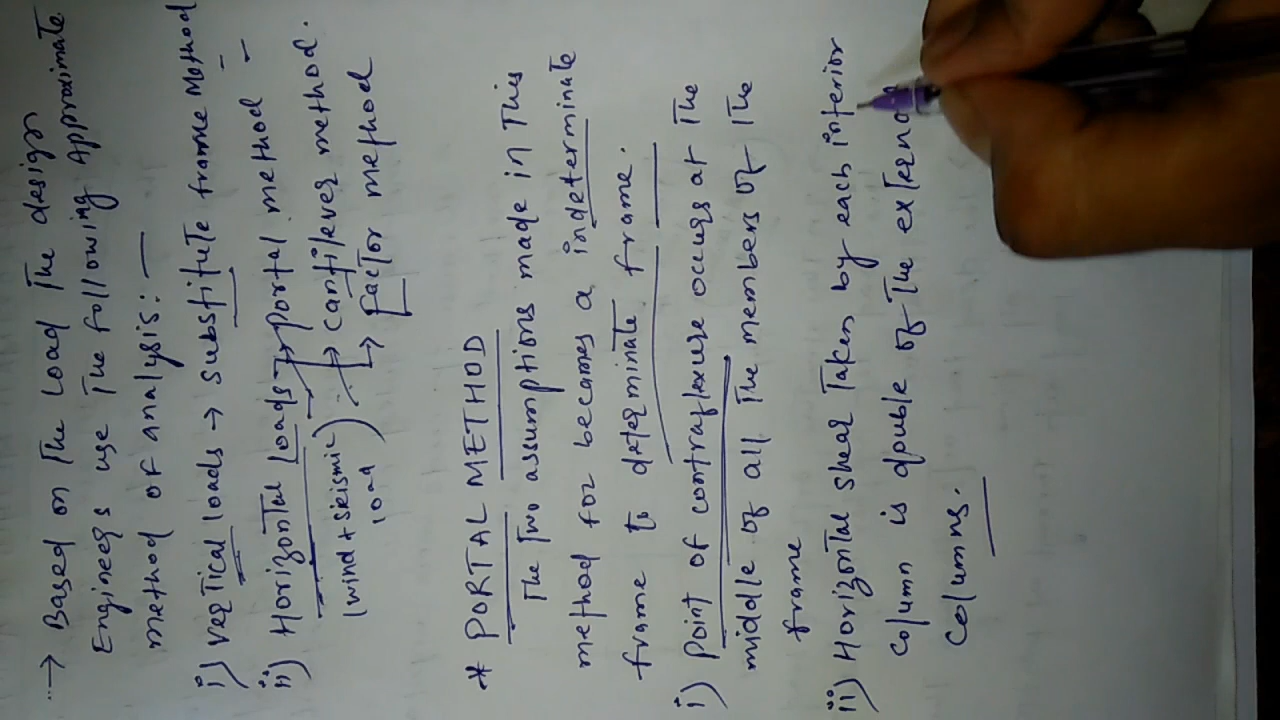 → Based on The Load The design
Engineers use The following Approximate
method of analysis:—
i) vertical loads → substitute frame Method
ii) Horizontal Loads → portal method -
(wind + seismic load) → cantilever method.
→ factor method
* PORTAL METHOD
The Two assumptions made in This
method for becames a indeterminate
frame to determinate frame.
i) point of contraflexure occurs at The
middle of all The members of The
frame
ii) Horizontal shear Taken by each interior
column is double of The external
Columns.